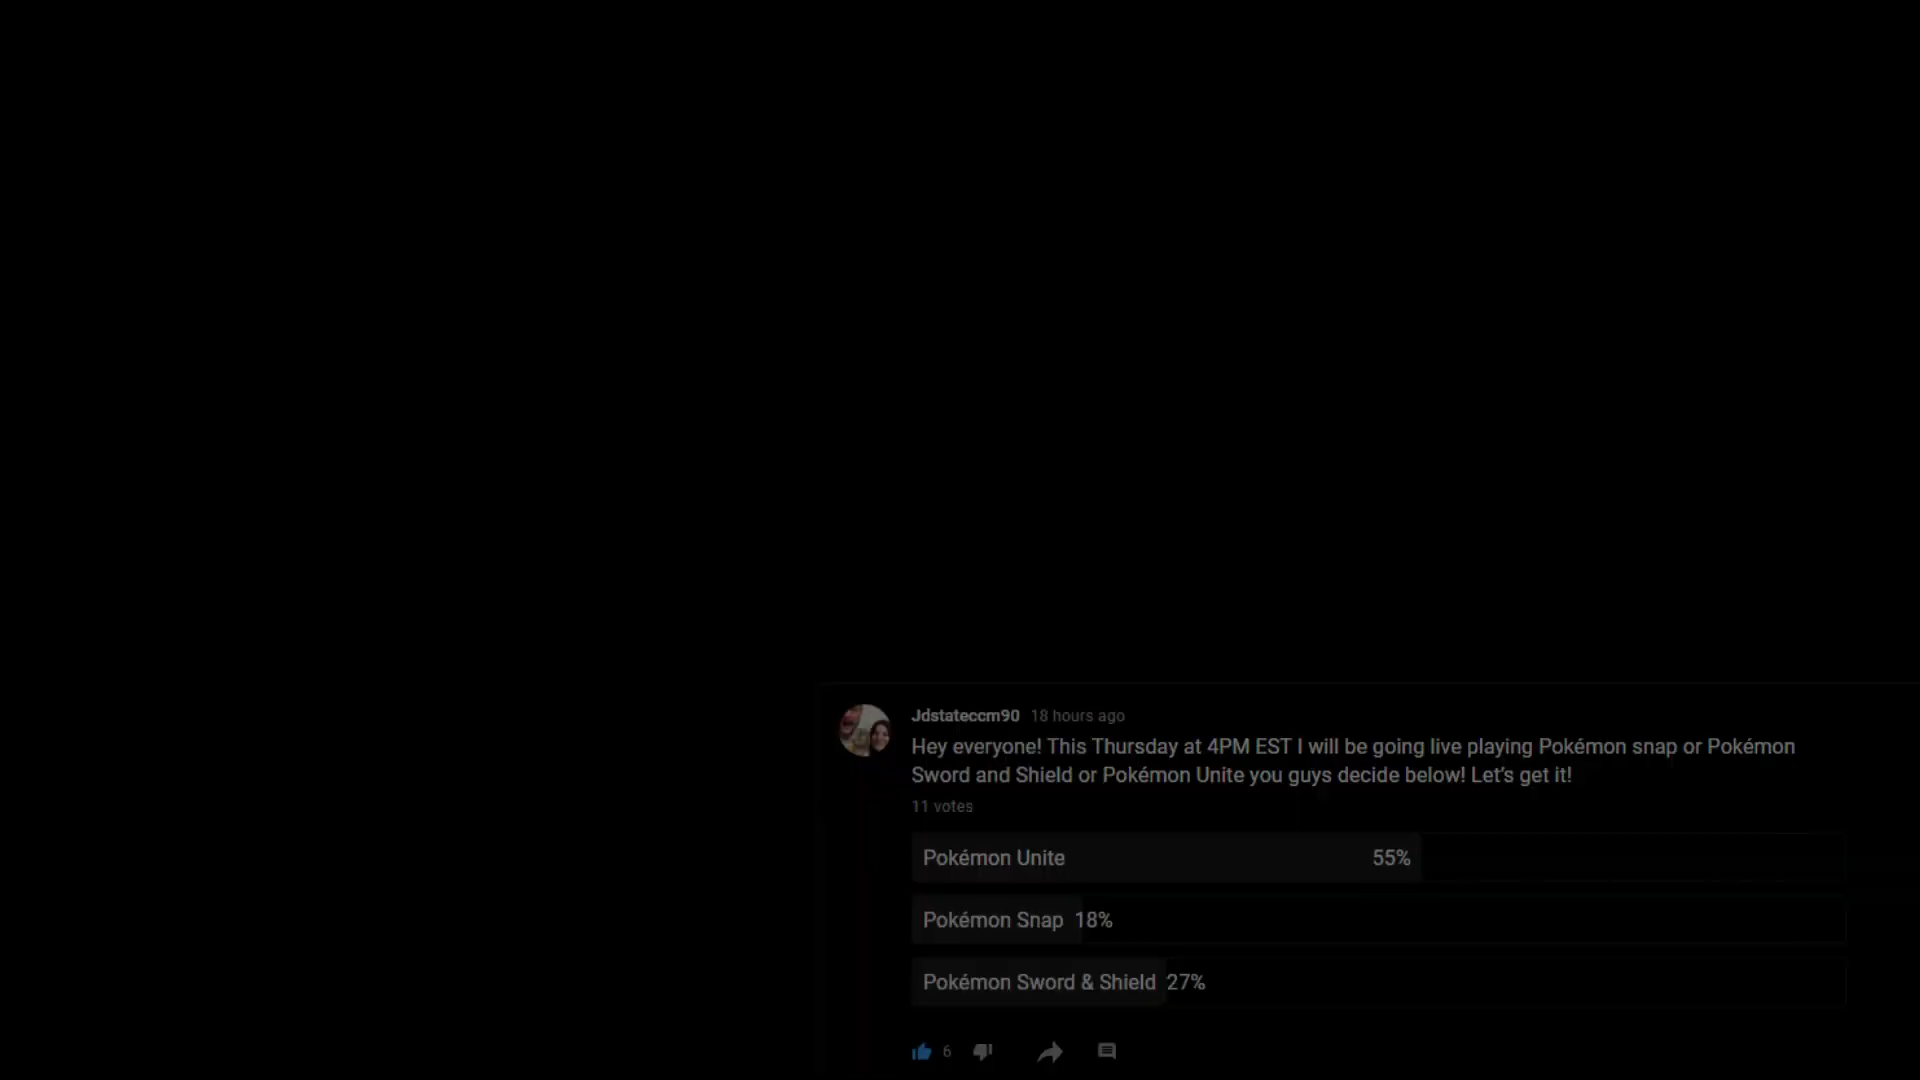 Jdstateccm90 18 hours ago
Hey everyone! This Thursday at 4PM EST I will be going live playing Pokémon snap or Pokémon
Sword and Shield or Pokémon Unite you guys decide below! Let's get it!
11 votes
Pokémon Unite 55%
Pokémon Snap 18%
Pokémon Sword & Shield 27%
6